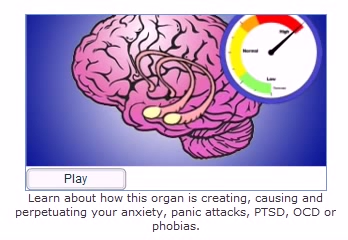 High
Normal
Low
Play
Learn about how this organ is creating, causing and
perpetuating your anxiety, panic attacks, PTSD, OCD or
phobias.